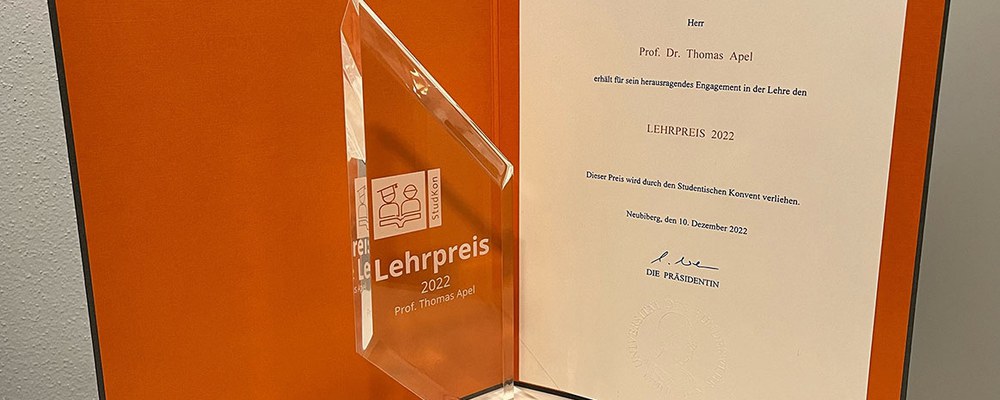 StudKon
Lehrpreis
2022
Prof. Thomas Apel
Herr
Prof. Dr. Thomas Apel
erhält für sein herausragendes Engagement in der Lehre den
LEHRPREIS 2022
Dieser Preis wird durch den Studentischen Konvent verliehen.
Neubiberg, den 10. Dezember 2022
DIE PRÄSIDENTIN